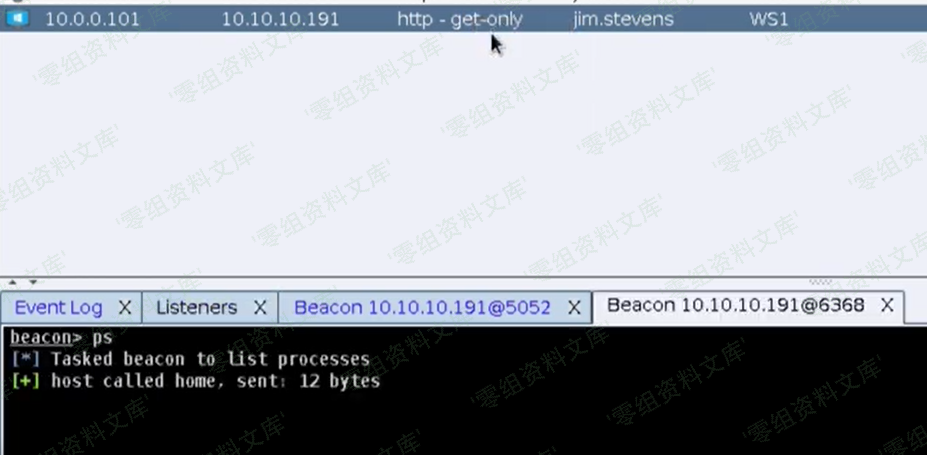 10.0.0.101 10.10.10.191 http - get-only jim.stevens WS1
Event Log X Listeners X Beacon 10.10.10.191@5052 X Beacon 10.10.10.191@6368 X
beacon> ps
[*] Tasked beacon to list processes
[+] host called home, sent: 12 bytes
'零组资料文库'